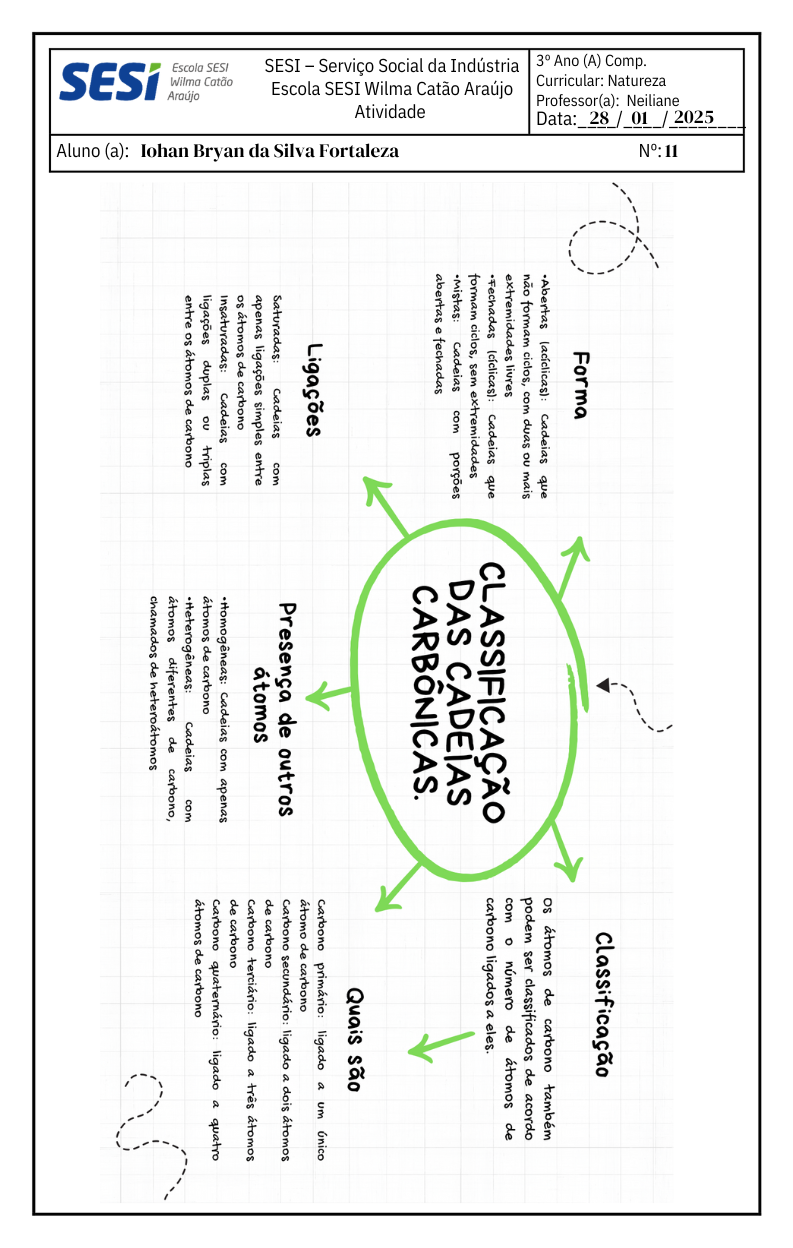 SESI
Escola SESI
Wilma Catão
Araújo
SESI – Serviço Social da Indústria
Escola SESI Wilma Catão Araújo
Atividade
3º Ano (A) Comp.
Curricular: Natureza
Professor(a): Neiliane
Data:_28_/_01_/_2025_
Aluno (a): Iohan Bryan da Silva Fortaleza
Nº: 11
CLASSIFICAÇÃO
DAS CADEIAS
CARBÔNICAS.
Forma
•Abertas (acíclicas): Cadeias que
não formam ciclos, com duas ou mais
extremidades livres
•Fechadas (cíclicas): Cadeias que
formam ciclos, sem extremidades
•Mistas: Cadeias com porções
abertas e fechadas
Ligações
Saturadas: Cadeias com
apenas ligações simples entre
os átomos de carbono
Insaturadas: Cadeias com
ligações duplas ou triplas
entre os átomos de carbono
Presença de outros
átomos
•Homogêneas: Cadeias com apenas
átomos de carbono
•Heterogêneas: Cadeias com
átomos diferentes de carbono,
chamados de heteroátomos
Classificação
Os átomos de carbono também
podem ser classificados de acordo
com o número de átomos de
carbono ligados a eles.
Quais são
Carbono primário: ligado a um único
átomo de carbono
Carbono secundário: ligado a dois átomos
de carbono
Carbono terciário: ligado a três átomos
de carbono
Carbono quaternário: ligado a quatro
átomos de carbono